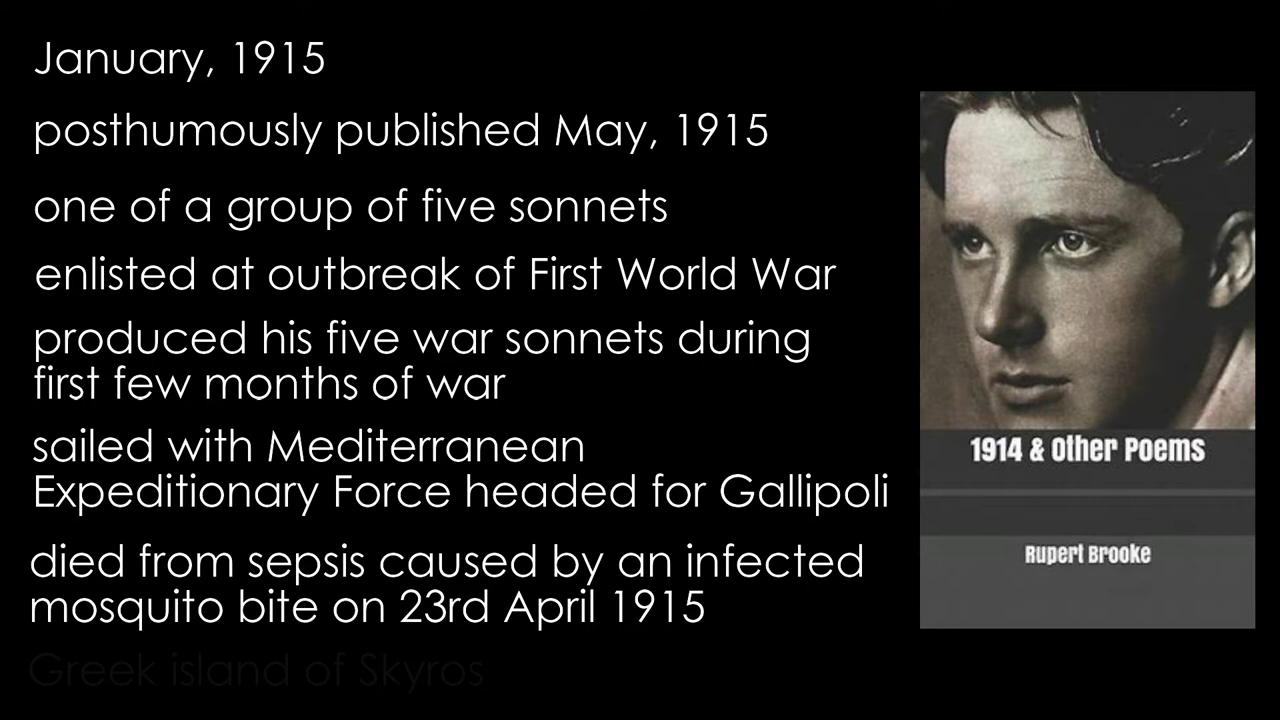 January, 1915
posthumously published May, 1915
one of a group of five sonnets
enlisted at outbreak of First World War
produced his five war sonnets during
first few months of war
sailed with Mediterranean
Expeditionary Force headed for Gallipoli
died from sepsis caused by an infected
mosquito bite on 23rd April 1915
Greek island of Skyros
1914 & Other Poems
Rupert Brooke